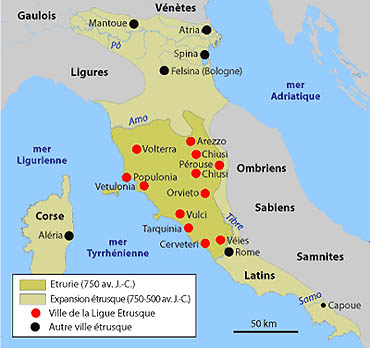 Gaulois
Vénètes
Mantoue
Atria
Pô
Spina
Felsina (Bologne)
Ligures
mer
Adriatique
Arno
Arezzo
Volterra
Chiusi
Pérouse
Chiusi
Ombriens
mer
Ligurienne
Populonia
Vetulonia
Orvieto
Corse
Sabiens
Vulci
Tibre
Aléria
Tarquinia
mer
Tyrrhénienne
Cerveteri
Véies
Rome
Samnites
Latins
Samo
Capoue
Etrurie (750 av. J.-C.)
Expansion étrusque (750-500 av. J.-C.)
Ville de la Ligue Etrusque
Autre ville étrusque
50 km